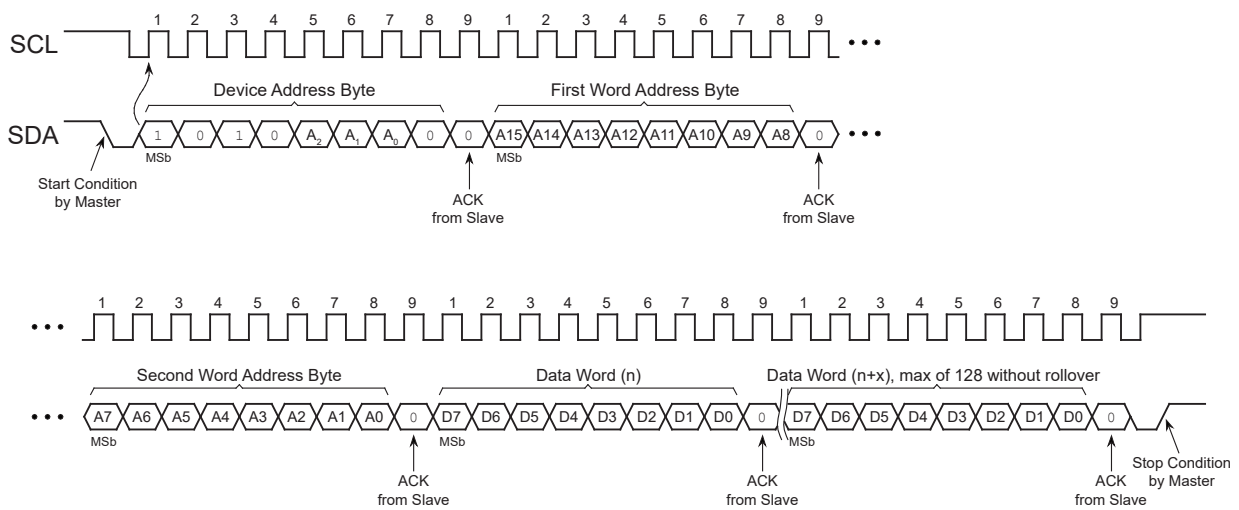 1 2 3 4 5 6 7 8 9 1 2 3 4 5 6 7 8 9
SCL
Device Address Byte First Word Address Byte
SDA 1 0 1 0 A2 A1 A0 0 0 A15 A14 A13 A12 A11 A10 A9 A8 0
MSb MSb
Start Condition
by Master
ACK
from Slave
ACK
from Slave
1 2 3 4 5 6 7 8 9 1 2 3 4 5 6 7 8 9 1 2 3 4 5 6 7 8 9
Second Word Address Byte Data Word (n) Data Word (n+x), max of 128 without rollover
A7 A6 A5 A4 A3 A2 A1 A0 0 D7 D6 D5 D4 D3 D2 D1 D0 0 D7 D6 D5 D4 D3 D2 D1 D0 0
MSb MSb MSb
ACK
from Slave
ACK
from Slave
ACK
from Slave
Stop Condition
by Master